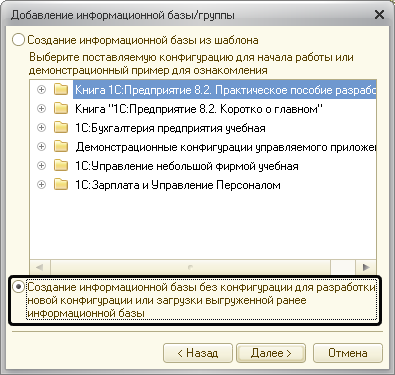 Добавление информационной базы/группы
Создание информационной базы из шаблона
Выберите поставляемую конфигурацию для начала работы или
демонстрационный пример для ознакомления
Книга 1С:Предприятие 8.2. Практическое пособие разрабо
Книга "1С:Предприятие 8.2. Коротко о главном"
1С:Бухгалтерия предприятия учебная
Демонстрационные конфигурации управляемого приложе
1С:Управление небольшой фирмой учебная
1С:Зарплата и Управление Персоналом
Создание информационной базы без конфигурации для разработки
новой конфигурации или загрузки выгруженной ранее
информационной базы
< Назад Далее > Отмена